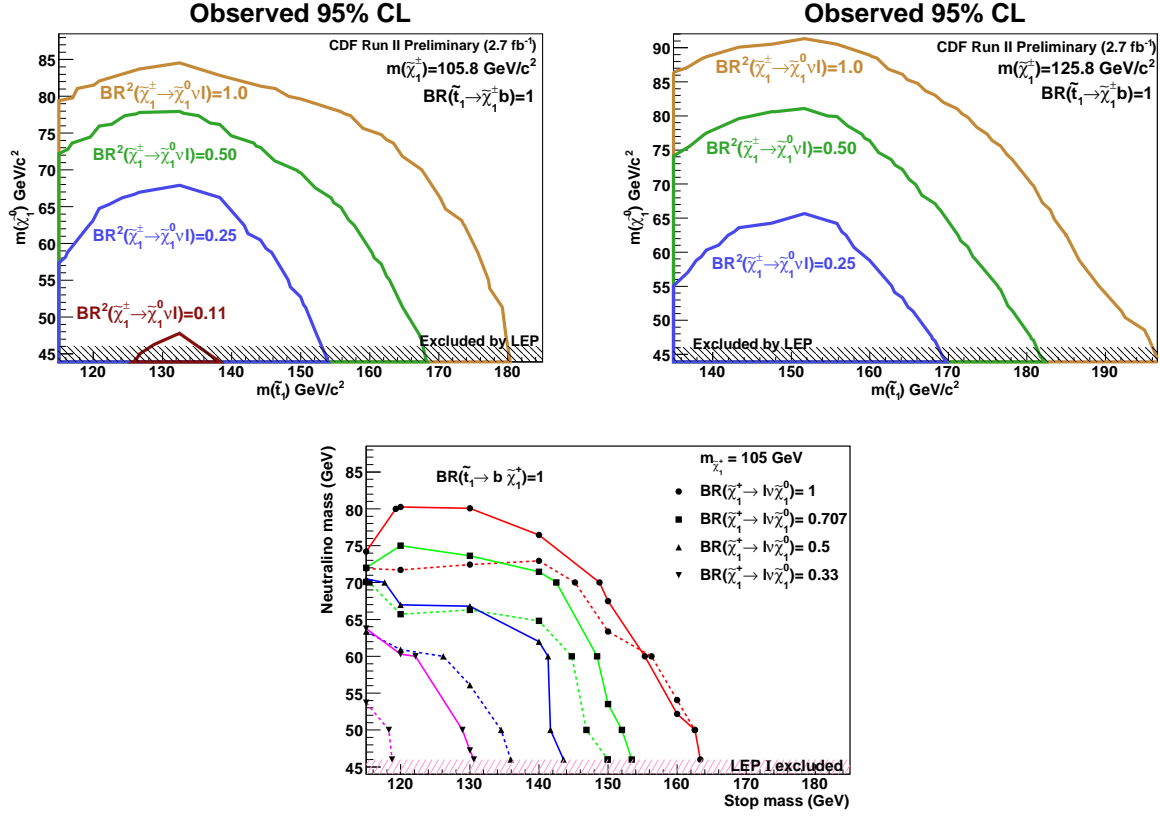 Observed 95% CL
CDF Run II Preliminary (2.7 fb⁻¹)
m(χ̃₁±)=105.8 GeV/c²
BR(t̃₁→χ̃₁±b)=1
BR²(χ̃₁±→χ̃₁⁰νl)=1.0
BR²(χ̃₁±→χ̃₁⁰νl)=0.50
BR²(χ̃₁±→χ̃₁⁰νl)=0.25
BR²(χ̃₁±→χ̃₁⁰νl)=0.11
Excluded by LEP
m(χ̃₁⁰) GeV/c²
85
80
75
70
65
60
55
50
45
120 130 140 150 160 170 180
m(t̃₁) GeV/c²
Observed 95% CL
CDF Run II Preliminary (2.7 fb⁻¹)
m(χ̃₁±)=125.8 GeV/c²
BR(t̃₁→χ̃₁±b)=1
BR²(χ̃₁±→χ̃₁⁰νl)=1.0
BR²(χ̃₁±→χ̃₁⁰νl)=0.50
BR²(χ̃₁±→χ̃₁⁰νl)=0.25
Excluded by LEP
m(χ̃₁⁰) GeV/c²
90
85
80
75
70
65
60
55
50
45
140 150 160 170 180 190
m(t̃₁) GeV/c²
BR(t̃₁→ b χ̃₁⁺)=1
m χ̃₁⁺ = 105 GeV
BR(χ̃₁⁺→ lνχ̃₁⁰)= 1
BR(χ̃₁⁺→ lνχ̃₁⁰)= 0.707
BR(χ̃₁⁺→ lνχ̃₁⁰)= 0.5
BR(χ̃₁⁺→ lνχ̃₁⁰)= 0.33
LEP I excluded
Neutralino mass (GeV)
85
80
75
70
65
60
55
50
45
120 130 140 150 160 170 180
Stop mass (GeV)